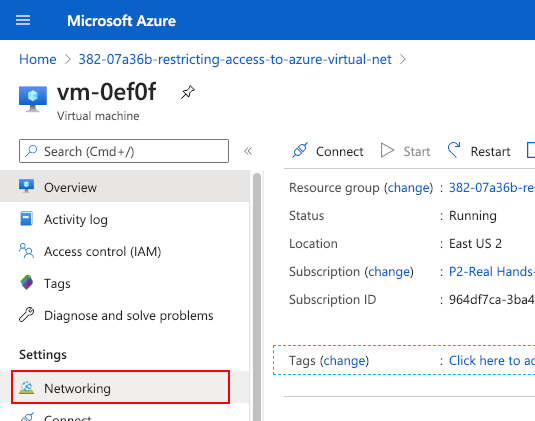 Microsoft Azure
Home > 382-07a36b-restricting-access-to-azure-virtual-net >
vm-0ef0f
Virtual machine
Search (Cmd+/)
«
Connect
Start
Restart
Overview
Activity log
Access control (IAM)
Tags
Diagnose and solve problems
Settings
Networking
Connect
Resource group (change) : 382-07a36b-res
Status : Running
Location : East US 2
Subscription (change) : P2-Real Hands-
Subscription ID : 964df7ca-3ba4
Tags (change) : Click here to ad